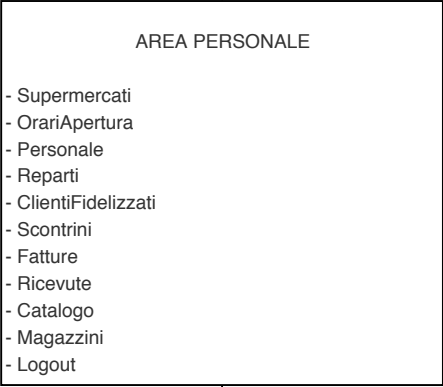 AREA PERSONALE
- Supermercati
- OrariApertura
- Personale
- Reparti
- ClientiFidelizzati
- Scontrini
- Fatture
- Ricevute
- Catalogo
- Magazzini
- Logout